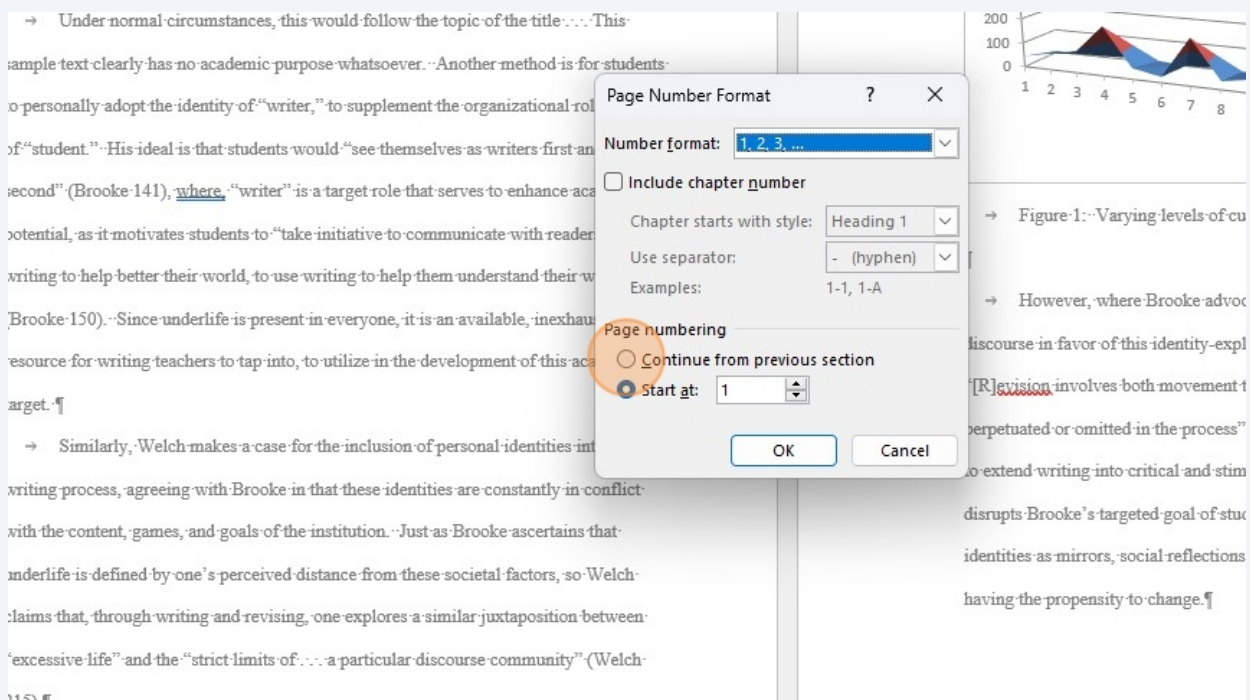 → Under normal circumstances, this would follow the topic of the title . . . This
sample text clearly has no academic purpose whatsoever. Another method is for students
to personally adopt the identity of “writer,” to supplement the organizational rol
of “student.” His ideal is that students would “see themselves as writers first an
second” (Brooke 141), where, “writer” is a target role that serves to enhance aca
potential, as it motivates students to “take initiative to communicate with reader
writing to help better their world, to use writing to help them understand their w
(Brooke 150). Since underlife is present in everyone, it is an available, inexhau
resource for writing teachers to tap into, to utilize in the development of this aca
target. ¶
→ Similarly, Welch makes a case for the inclusion of personal identities int
writing process, agreeing with Brooke in that these identities are constantly in conflict
with the content, games, and goals of the institution. Just as Brooke ascertains that
underlife is defined by one’s perceived distance from these societal factors, so Welch
claims that, through writing and revising, one explores a similar juxtaposition between
“excessive life” and the “strict limits of . . . a particular discourse community” (Welch
Page Number Format ? ×
Number format: 1, 2, 3, ...
Include chapter number
Chapter starts with style: Heading 1
Use separator: - (hyphen)
Examples: 1-1, 1-A
Page numbering
Continue from previous section
Start at: 1
OK Cancel
200
100
0
1 2 3 4 5 6 7 8
→ Figure 1: Varying levels of cu
¶
→ However, where Brooke advoc
discourse in favor of this identity-expl
“[R]evision involves both movement t
perpetuated or omitted in the process”
to extend writing into critical and stim
disrupts Brooke’s targeted goal of stuc
identities as mirrors, social reflections
having the propensity to change.¶